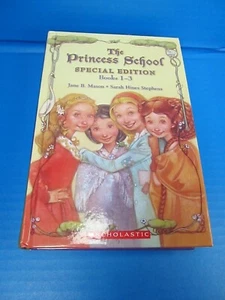 The
Princess School
SPECIAL EDITION
Books 1-3
Jane B. Mason • Sarah Hines Stephens
SCHOLASTIC